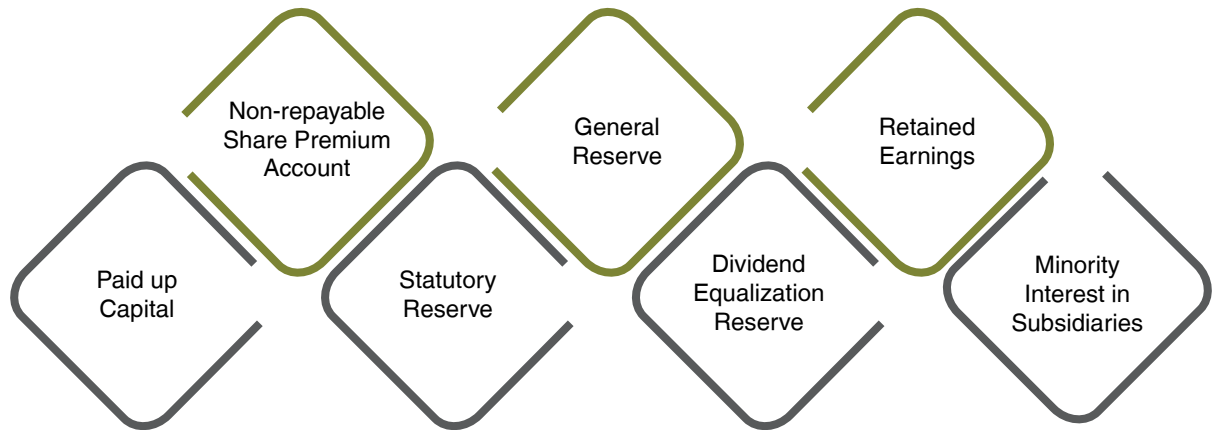 Non-repayable
Share Premium
Account
General
Reserve
Retained
Earnings
Paid up
Capital
Statutory
Reserve
Dividend
Equalization
Reserve
Minority
Interest in
Subsidiaries